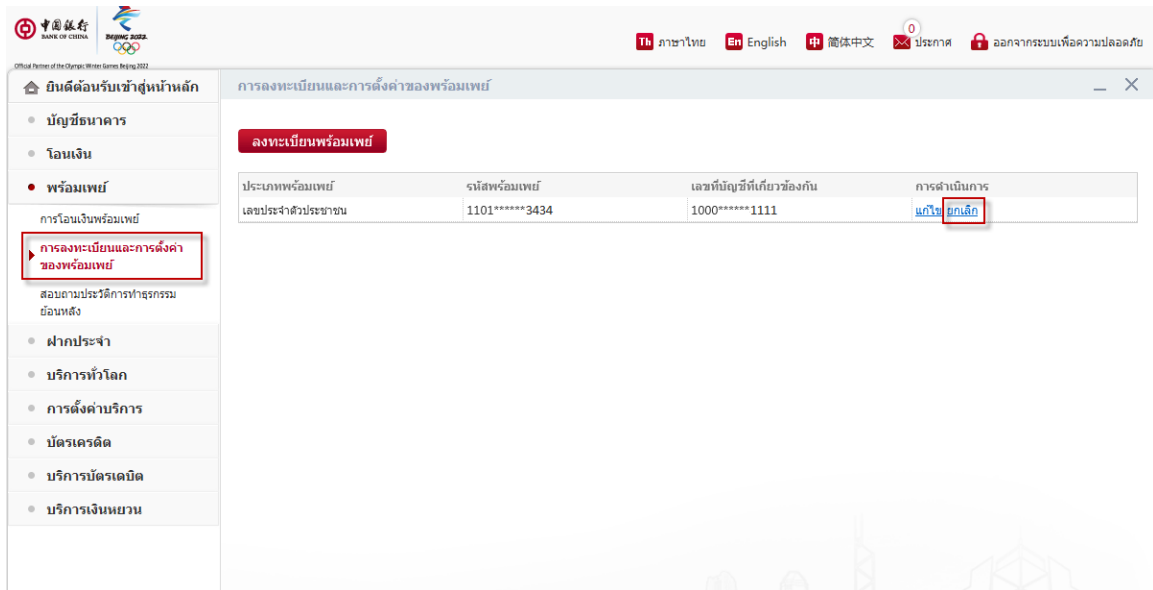 中国银行
BANK OF CHINA
BEIJING 2022
Official Partner of the Olympic Winter Games Beijing 2022
Th ภาษาไทย
En English
中 简体中文
0
ประกาศ
ออกจากระบบเพื่อความปลอดภัย
ยินดีต้อนรับเข้าสู่หน้าหลัก
บัญชีธนาคาร
โอนเงิน
พร้อมเพย์
การโอนเงินพร้อมเพย์
การลงทะเบียนและการตั้งค่า
ของพร้อมเพย์
สอบถามประวัติการทำธุรกรรม
ย้อนหลัง
ฝากประจำ
บริการทั่วโลก
การตั้งค่าบริการ
บัตรเครดิต
บริการบัตรเดบิต
บริการเงินหยวน
การลงทะเบียนและการตั้งค่าของพร้อมเพย์
ลงทะเบียนพร้อมเพย์
ประเภทพร้อมเพย์ รหัสพร้อมเพย์ เลขที่บัญชีที่เกี่ยวข้องกัน การดำเนินการ
เลขประจำตัวประชาชน 1101******3434 1000******1111 แก้ไข ยกเลิก